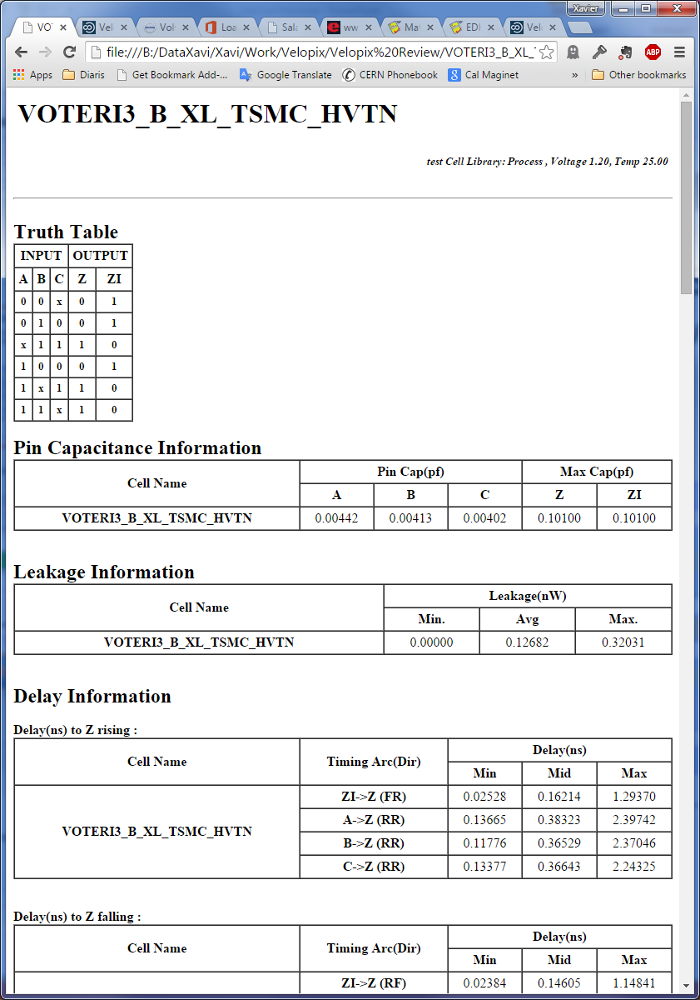 Xavier
VO
Vel
Vol
Loa
Sala
ww
Ma
EDI
Vel
file:///B:/DataXavi/Xavi/Work/Velopix/Velopix%20Review/VOTERI3_B_XL_
ABP
Apps Diaris Get Bookmark Add-... Google Translate CERN Phonebook Cal Maginet » Other bookmarks
VOTERI3_B_XL_TSMC_HVTN
test Cell Library: Process , Voltage 1.20, Temp 25.00
Truth Table
INPUT OUTPUT
A B C Z ZI
0 0 x 0 1
0 1 0 0 1
x 1 1 1 0
1 0 0 0 1
1 x 1 1 0
1 1 x 1 0
Pin Capacitance Information
Cell Name Pin Cap(pf) Max Cap(pf)
A B C Z ZI
VOTERI3_B_XL_TSMC_HVTN 0.00442 0.00413 0.00402 0.10100 0.10100
Leakage Information
Cell Name Leakage(nW)
Min. Avg Max.
VOTERI3_B_XL_TSMC_HVTN 0.00000 0.12682 0.32031
Delay Information
Delay(ns) to Z rising :
Cell Name Timing Arc(Dir) Delay(ns)
Min Mid Max
VOTERI3_B_XL_TSMC_HVTN ZI->Z (FR) 0.02528 0.16214 1.29370
A->Z (RR) 0.13665 0.38323 2.39742
B->Z (RR) 0.11776 0.36529 2.37046
C->Z (RR) 0.13377 0.36643 2.24325
Delay(ns) to Z falling :
Cell Name Timing Arc(Dir) Delay(ns)
Min Mid Max
ZI->Z (RF) 0.02384 0.14605 1.14841